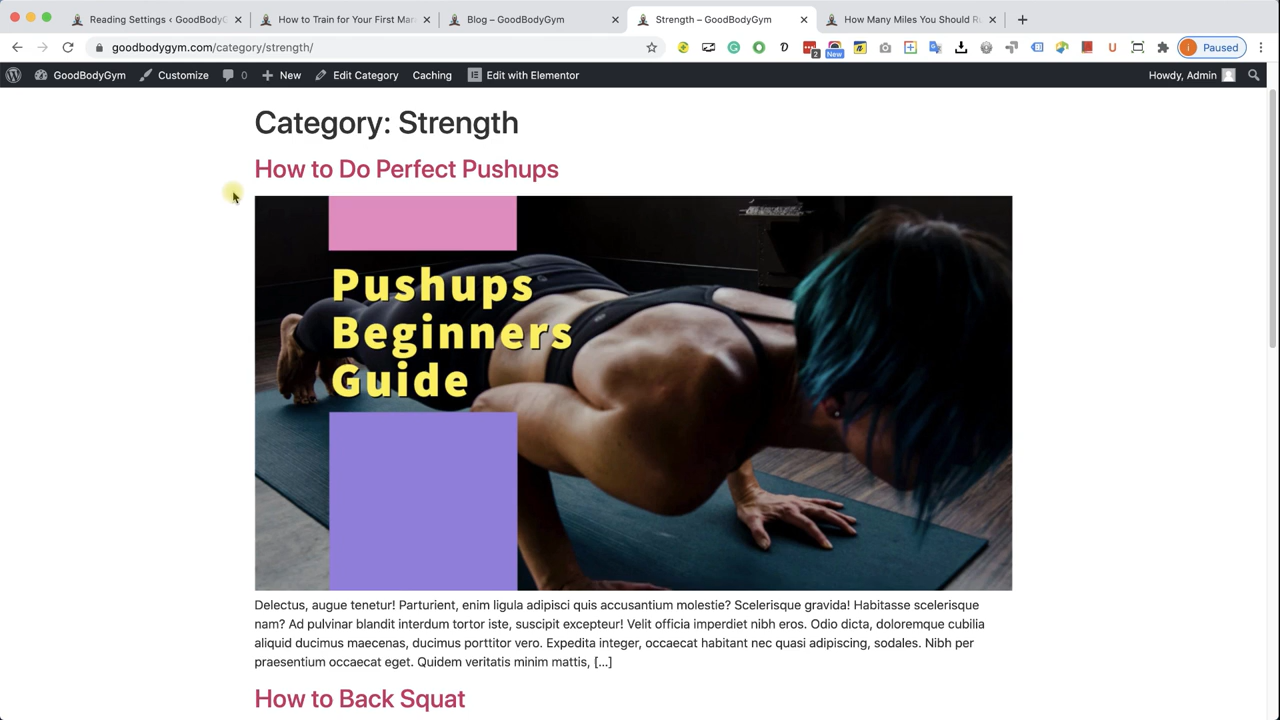 Reading Settings ‹ GoodBodyG
How to Train for Your First Mar
Blog – GoodBodyGym
Strength – GoodBodyGym
How Many Miles You Should Ru
goodbodygym.com/category/strength/
2
New
Paused
GoodBodyGym
Customize
0
New
Edit Category
Caching
Edit with Elementor
Howdy, Admin
Category: Strength
How to Do Perfect Pushups
Pushups
Beginners
Guide
Delectus, augue tenetur! Parturient, enim ligula adipisci quis accusantium molestie? Scelerisque gravida! Habitasse scelerisque
nam? Ad pulvinar blandit interdum tortor iste, suscipit excepteur! Velit officia imperdiet nibh eros. Odio dicta, doloremque cubilia
aliquid ducimus maecenas, ducimus porttitor vero. Expedita integer, occaecat habitant nec quasi adipiscing, sodales. Nibh per
praesentium occaecat eget. Quidem veritatis minim mattis, [...]
How to Back Squat